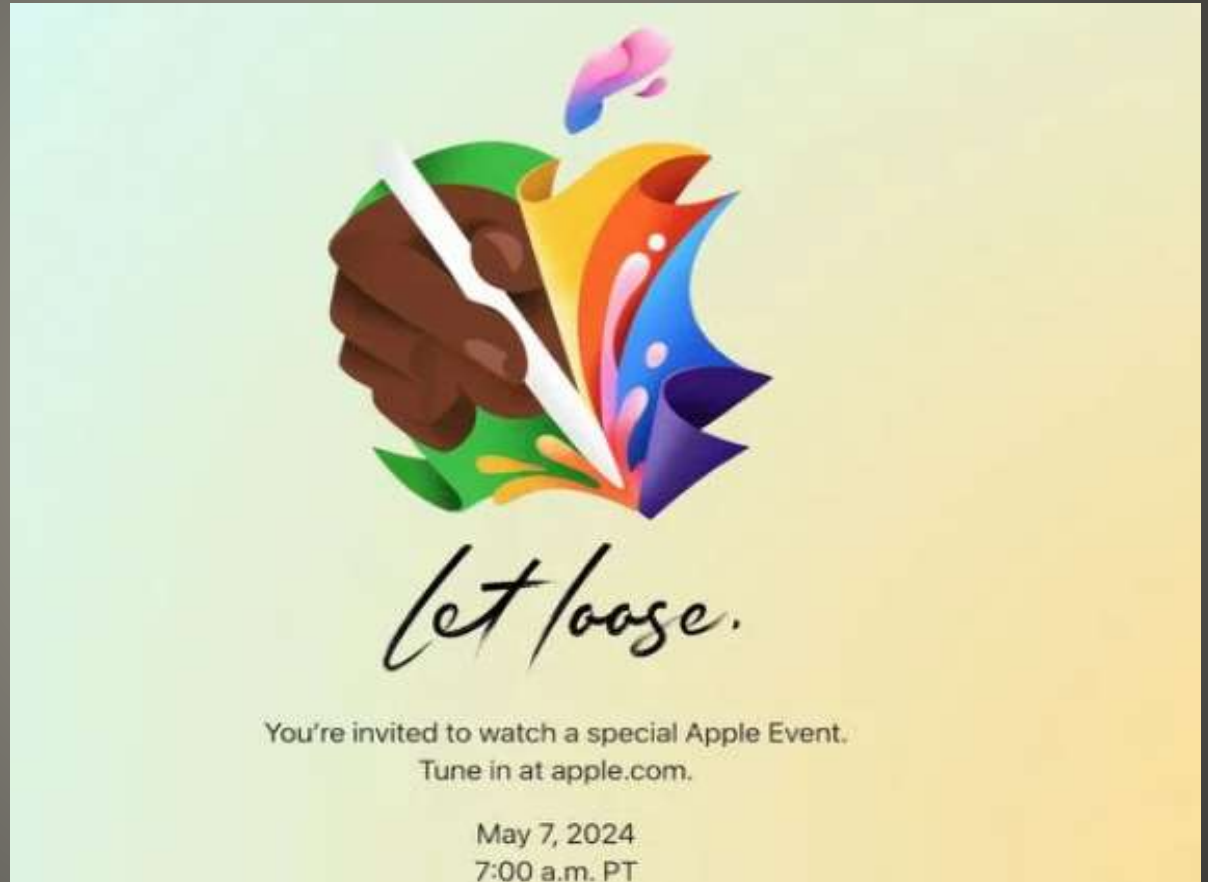 let loose.
You're invited to watch a special Apple Event.
Tune in at apple.com.
May 7, 2024
7:00 a.m. PT